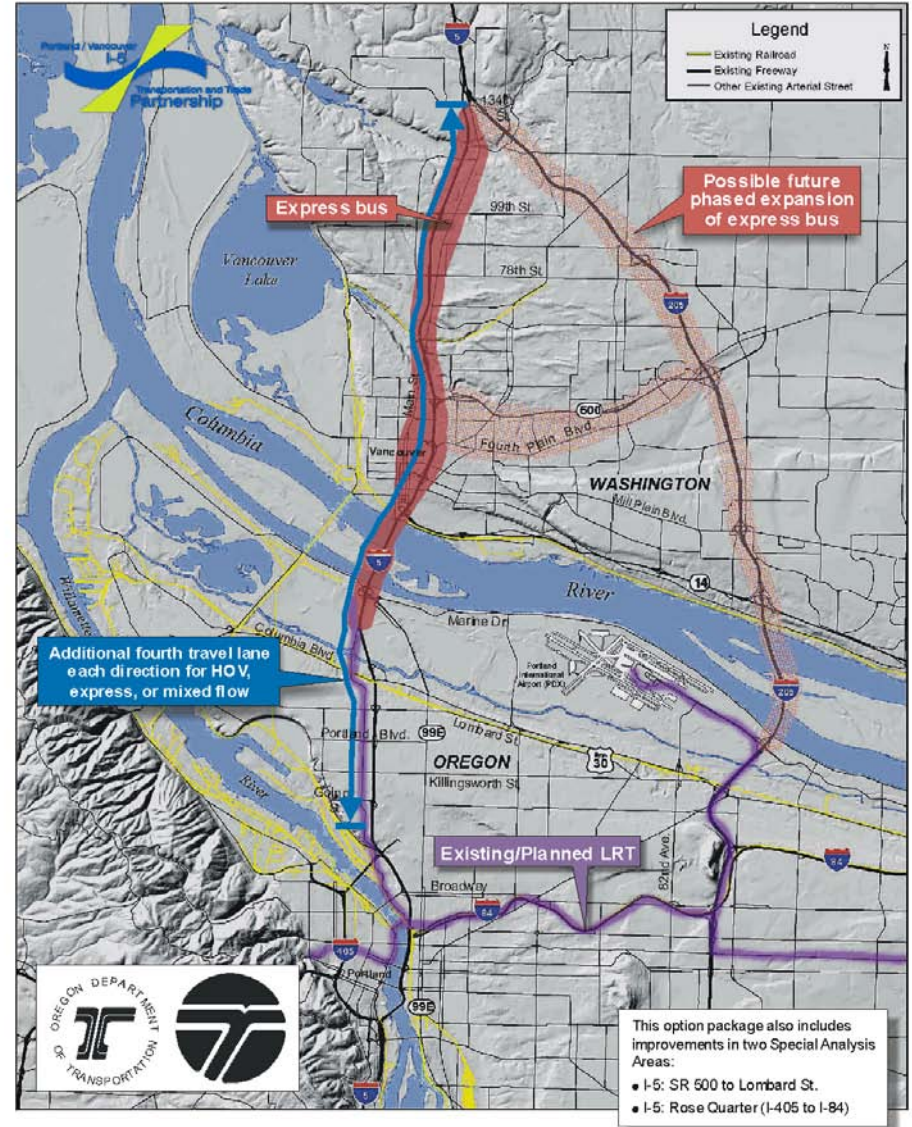 Portland / Vancouver
I-5
Transportation and Trade
Partnership
5
Legend
Existing Railroad
Existing Freeway
Other Existing Arterial Street
N
134th
St.
Express bus
99th St.
Possible future
phased expansion
of express bus
78th St.
Vancouver
Lake
205
Main St.
500
Fourth Plain Blvd.
Columbia
Vancouver
WASHINGTON
Mill Plain Blvd.
5
14
River
Willamette
Columbia Blvd.
Marine Dr.
Additional fourth travel lane
each direction for HOV,
express, or mixed flow
Portland
International
Airport (PDX)
205
Portland Blvd.
99E
Lombard St.
30
OREGON
Killingsworth St.
River
Going
Existing/Planned LRT
82nd Ave.
84
Broadway
84
405
Portland
99E
OREGON DEPARTMENT
OF TRANSPORTATION
5
This option package also includes
improvements in two Special Analysis
Areas:
• I-5: SR 500 to Lombard St.
• I-5: Rose Quarter (I-405 to I-84)